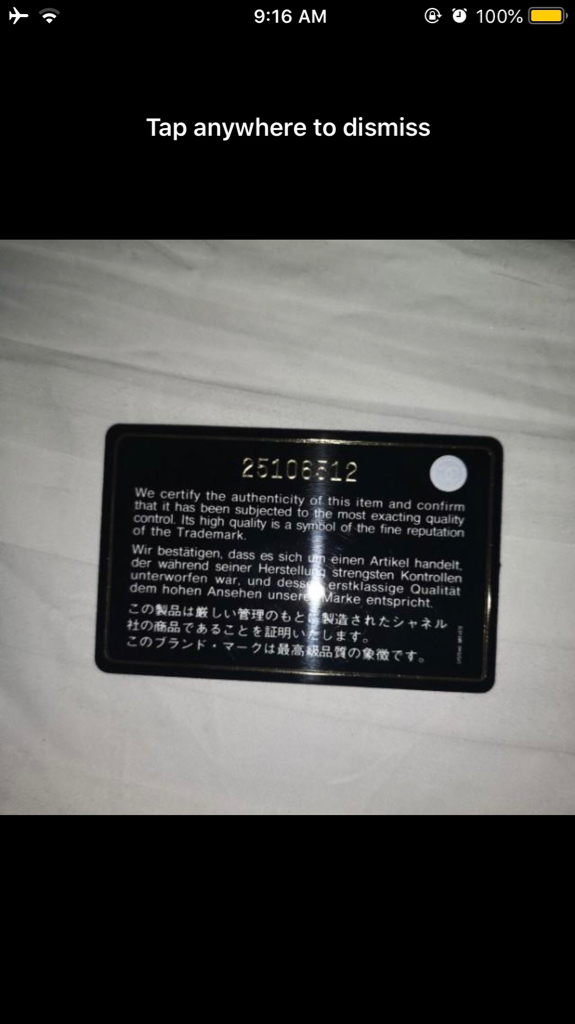 9:16 AM
100%
Tap anywhere to dismiss
We certify the authenticity of this item and confirm
that it has been subjected to the most exacting quality
control. Its high quality is a symbol of the fine reputation
of the Trademark.
Wir bestätigen, dass es sich um einen Artikel handelt,
der während seiner Herstellung strengsten Kontrollen
unterworfen war, und dessen erstklassige Qualität
dem hohen Ansehen unserer Marke entspricht.
この製品は厳しい管理のもとに製造されたシャネル
社の商品であることを証明いたします。
このブランド・マークは最高級品質の象徴です。